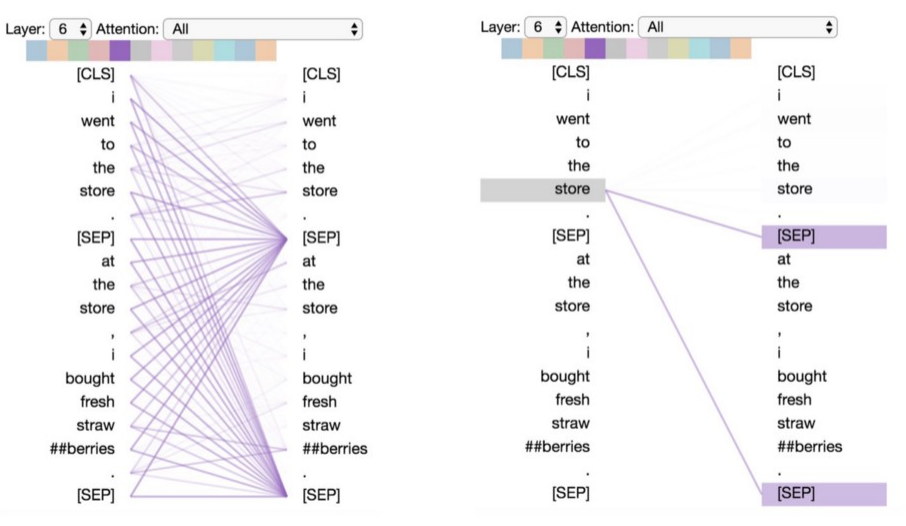 Layer: 6 Attention: All
[CLS] [CLS]
i i
went went
to to
the the
store store
. .
[SEP] [SEP]
at at
the the
store store
, ,
i i
bought bought
fresh fresh
straw straw
##berries ##berries
. .
[SEP] [SEP]
Layer: 6 Attention: All
[CLS] [CLS]
i i
went went
to to
the the
store store
. .
[SEP] [SEP]
at at
the the
store store
, ,
i i
bought bought
fresh fresh
straw straw
##berries ##berries
. .
[SEP] [SEP]